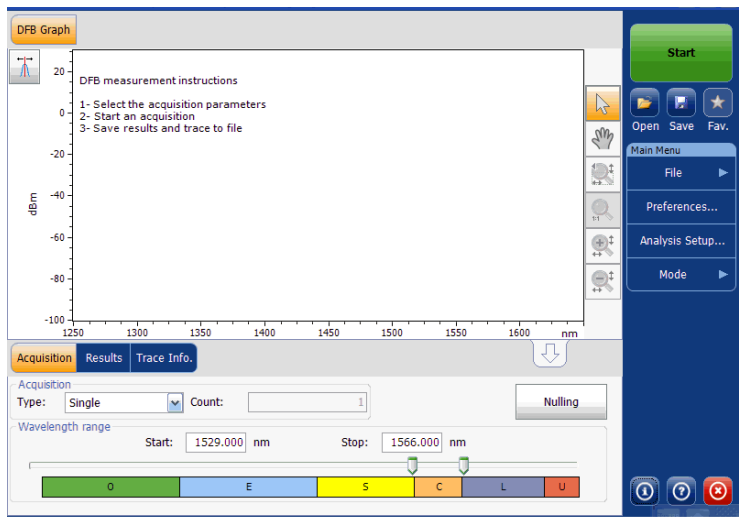 DFB Graph
Start
20
DFB measurement instructions
1- Select the acquisition parameters
2- Start an acquisition
3- Save results and trace to file
0
-20
-40
-60
-80
-100
dBm
1:1
1250 1300 1350 1400 1450 1500 1550 1600 nm
Open Save Fav.
Main Menu
File
Preferences...
Analysis Setup...
Mode
Acquisition Results Trace Info.
Acquisition
Type: Single Count: 1
Nulling
Wavelength range
Start: 1529.000 nm Stop: 1566.000 nm
O E S C L U